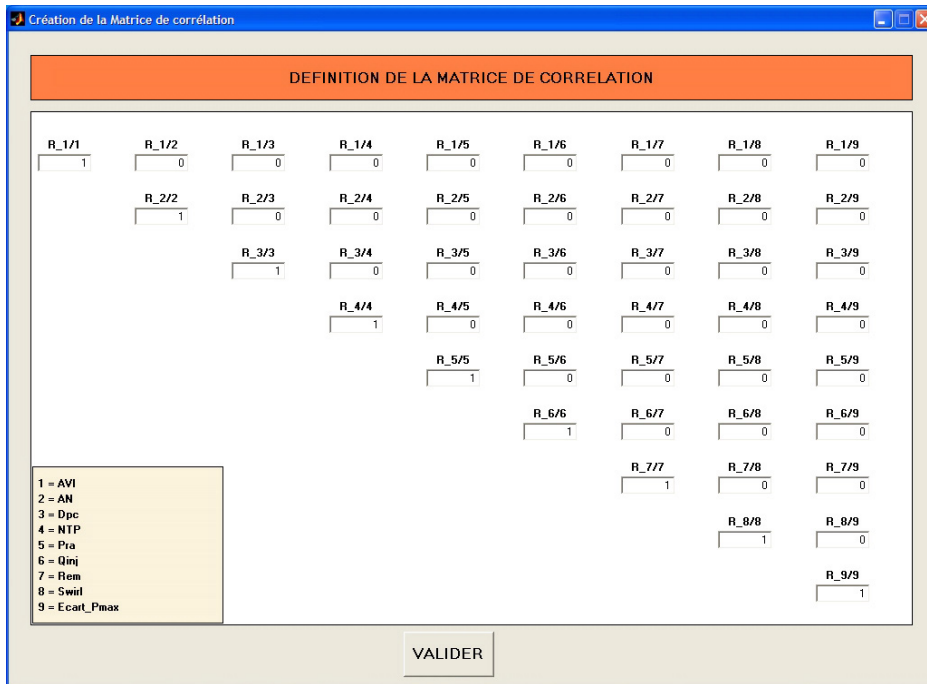 Création de la Matrice de corrélation
DEFINITION DE LA MATRICE DE CORRELATION
R_1/1 R_1/2 R_1/3 R_1/4 R_1/5 R_1/6 R_1/7 R_1/8 R_1/9
1 0 0 0 0 0 0 0 0
R_2/2 R_2/3 R_2/4 R_2/5 R_2/6 R_2/7 R_2/8 R_2/9
1 0 0 0 0 0 0 0
R_3/3 R_3/4 R_3/5 R_3/6 R_3/7 R_3/8 R_3/9
1 0 0 0 0 0 0
R_4/4 R_4/5 R_4/6 R_4/7 R_4/8 R_4/9
1 0 0 0 0 0
R_5/5 R_5/6 R_5/7 R_5/8 R_5/9
1 0 0 0 0
R_6/6 R_6/7 R_6/8 R_6/9
1 0 0 0
R_7/7 R_7/8 R_7/9
1 0 0
R_8/8 R_8/9
1 0
R_9/9
1
1 = AVI
2 = AN
3 = Dpc
4 = NTP
5 = Pra
6 = Qinj
7 = Rem
8 = Swirl
9 = Ecart_Pmax
VALIDER